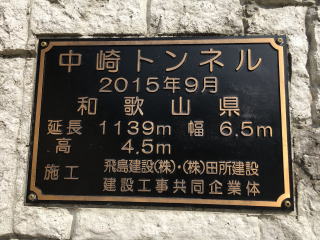 中崎トンネル
2015年9月
和歌山県
延長 1139m 幅 6.5m
高 4.5m
施工 飛島建設(株)・(株)田所建設
建設工事共同企業体